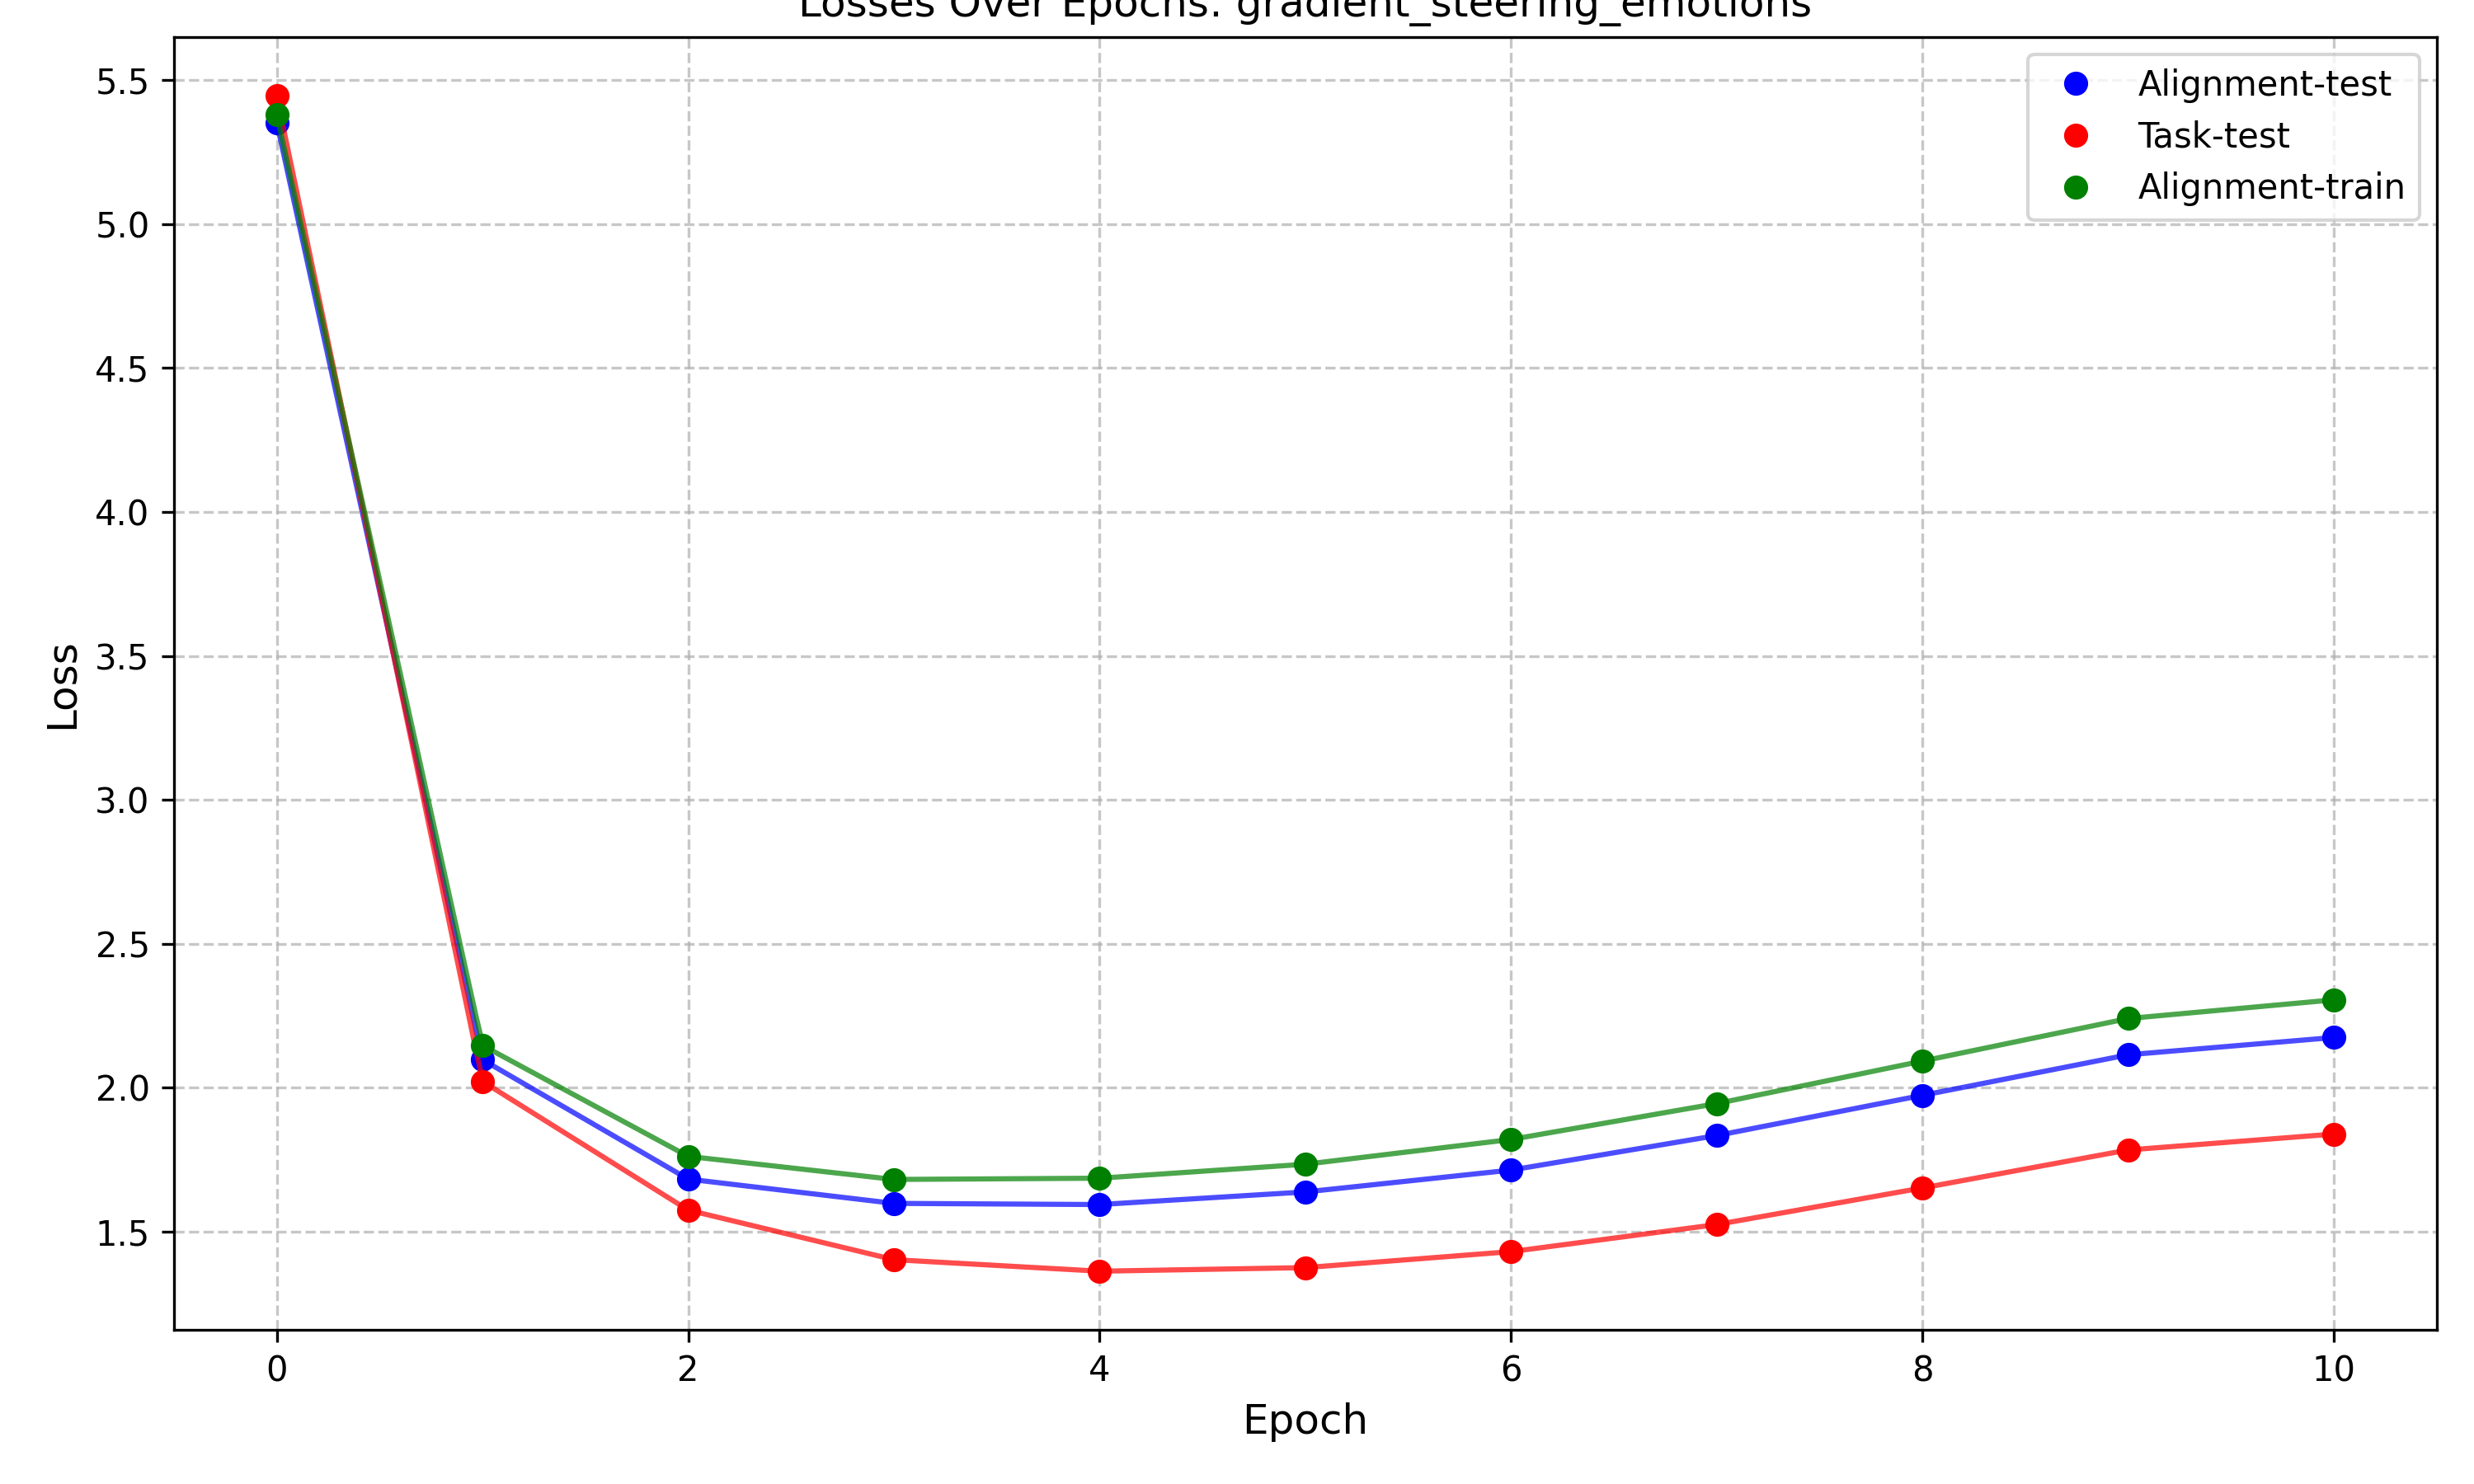 Losses Over Epochs: gradient_steering_emotions
Alignment-test
Task-test
Alignment-train
Loss
5.5
5.0
4.5
4.0
3.5
3.0
2.5
2.0
1.5
0 2 4 6 8 10
Epoch